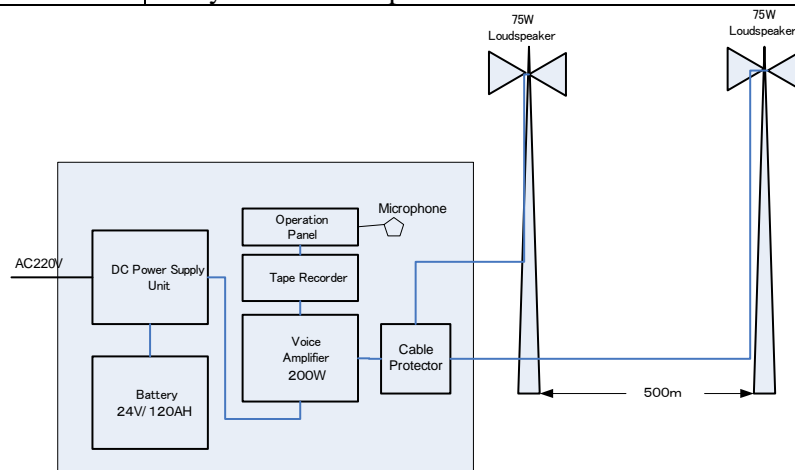 75W
Loudspeaker
75W
Loudspeaker
Operation
Panel
Microphone
AC220V
DC Power Supply
Unit
Tape Recorder
Voice
Amplifier
200W
Cable
Protector
Battery
24V/120AH
500m